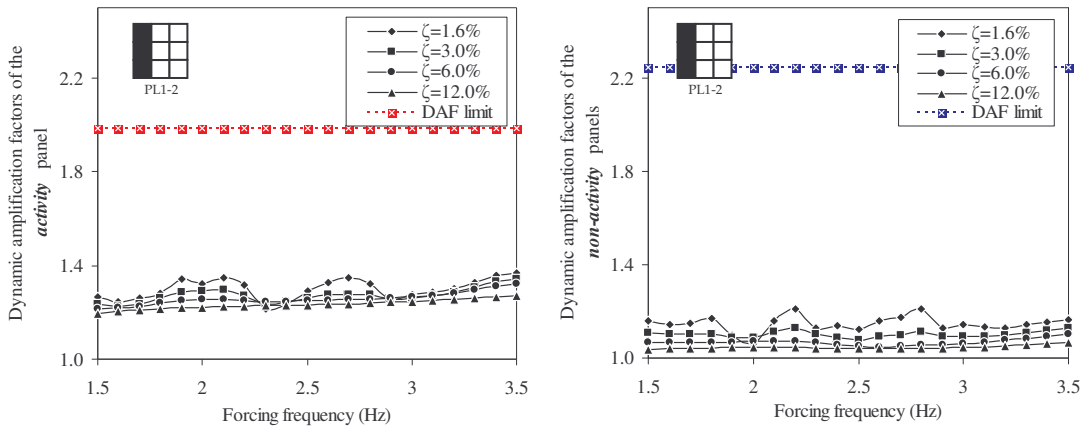 Dynamic amplification factors of the
activity panel
2.2
1.8
1.4
1.0
PL1-2
ζ=1.6%
ζ=3.0%
ζ=6.0%
ζ=12.0%
DAF limit
1.5
2
2.5
3
3.5
Forcing frequency (Hz)
Dynamic amplification factors of the
non-activity panels
2.2
1.8
1.4
1.0
PL1-2
ζ=1.6%
ζ=3.0%
ζ=6.0%
ζ=12.0%
DAF limit
1.5
2
2.5
3
3.5
Forcing frequency (Hz)